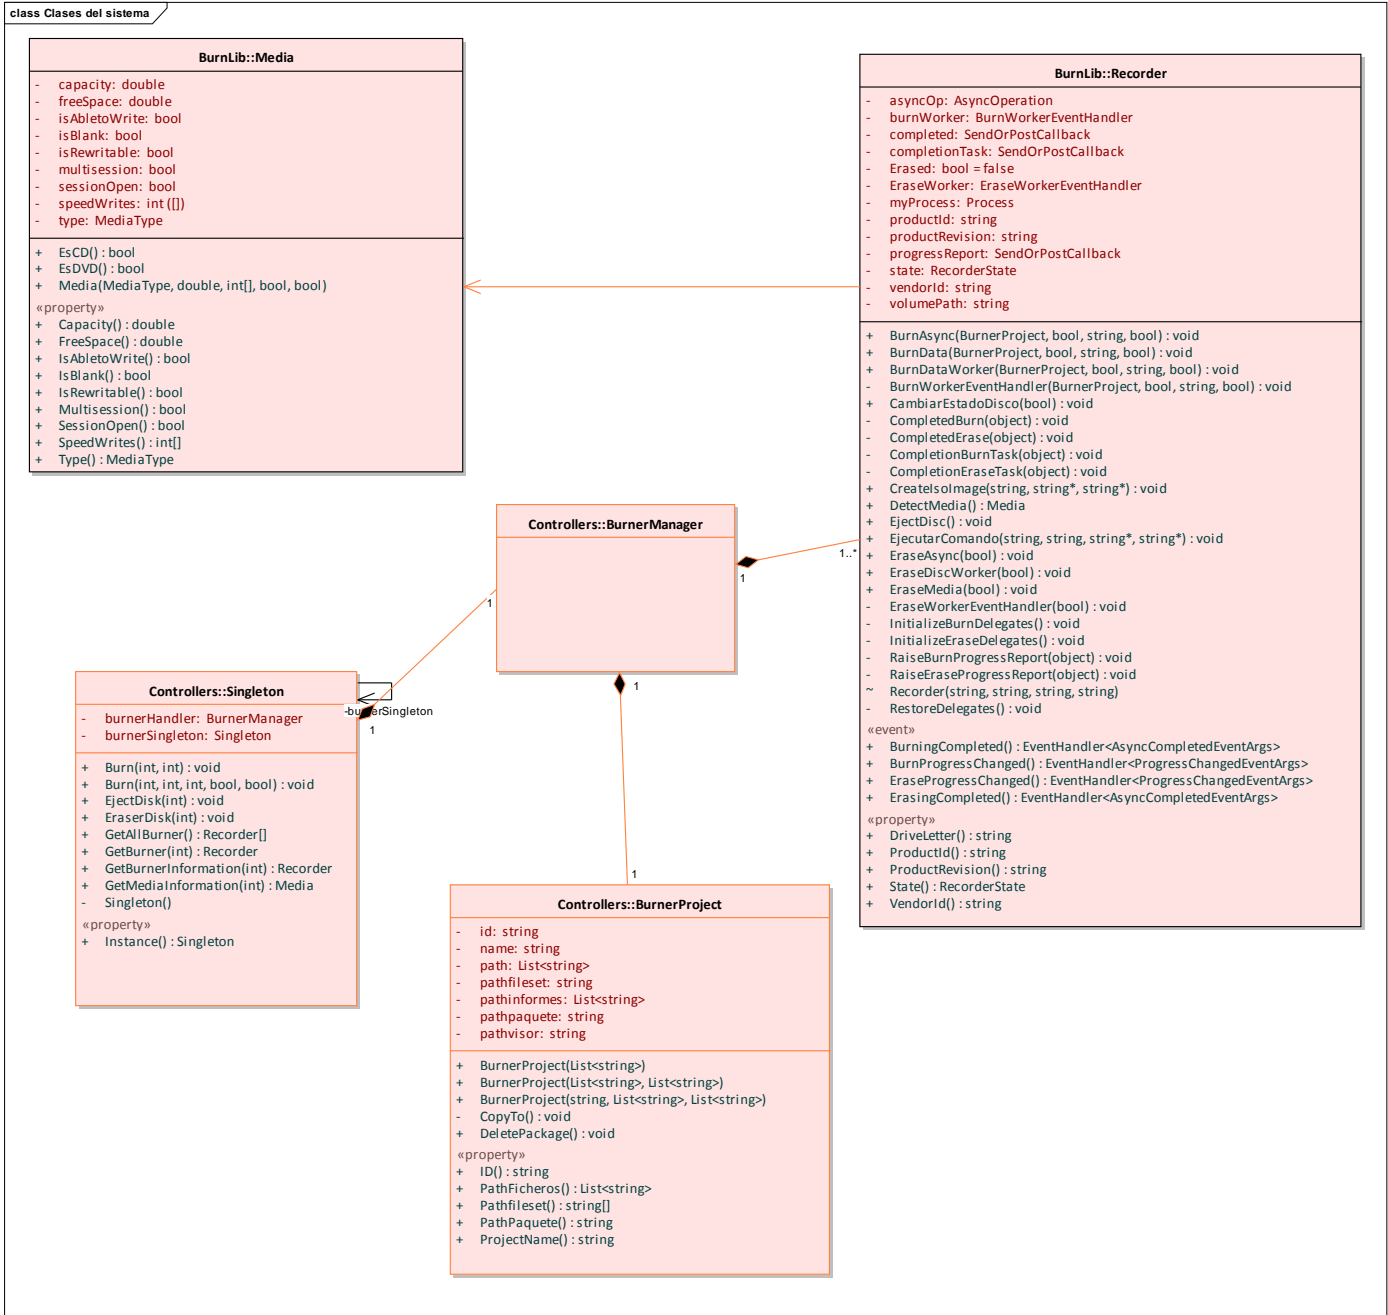 class Clases del sistema
BurnLib::Media
- capacity: double
- freeSpace: double
- isAbletoWrite: bool
- isBlank: bool
- isRewritable: bool
- multisession: bool
- sessionOpen: bool
- speedWrites: int ([])
- type: MediaType
+ EsCD() : bool
+ EsDVD() : bool
+ Media(MediaType, double, int[], bool, bool)
«property»
+ Capacity() : double
+ FreeSpace() : double
+ IsAbletoWrite() : bool
+ IsBlank() : bool
+ IsRewritable() : bool
+ Multisession() : bool
+ SessionOpen() : bool
+ SpeedWrites() : int[]
+ Type() : MediaType
BurnLib::Recorder
- asyncOp: AsyncOperation
- burnWorker: BurnWorkerEventHandler
- completed: SendOrPostCallback
- completionTask: SendOrPostCallback
- Erased: bool = false
- EraseWorker: EraseWorkerEventHandler
- myProcess: Process
- productId: string
- productRevision: string
- progressReport: SendOrPostCallback
- state: RecorderState
- vendorId: string
- volumePath: string
+ BurnAsync(BurnerProject, bool, string, bool) : void
+ BurnData(BurnerProject, bool, string, bool) : void
+ BurnDataWorker(BurnerProject, bool, string, bool) : void
- BurnWorkerEventHandler(BurnerProject, bool, string, bool) : void
+ CambiarEstadoDisco(bool) : void
- CompletedBurn(object) : void
- CompletedErase(object) : void
- CompletionBurnTask(object) : void
- CompletionEraseTask(object) : void
+ CreateIsoImage(string, string*, string*) : void
+ DetectMedia() : Media
+ EjectDisc() : void
+ EjecutarComando(string, string, string*, string*) : void
+ EraseAsync(bool) : void
+ EraseDiscWorker(bool) : void
+ EraseMedia(bool) : void
- EraseWorkerEventHandler(bool) : void
- InitializeBurnDelegates() : void
- InitializeEraseDelegates() : void
- RaiseBurnProgressReport(object) : void
- RaiseEraseProgressReport(object) : void
~ Recorder(string, string, string, string)
- RestoreDelegates() : void
«event»
+ BurningCompleted() : EventHandler<AsyncCompletedEventArgs>
+ BurnProgressChanged() : EventHandler<ProgressChangedEventArgs>
+ EraseProgressChanged() : EventHandler<ProgressChangedEventArgs>
+ ErasingCompleted() : EventHandler<AsyncCompletedEventArgs>
«property»
+ DriveLetter() : string
+ ProductId() : string
+ ProductRevision() : string
+ State() : RecorderState
+ VendorId() : string
Controllers::BurnerManager
1..*
1
1
1
Controllers::Singleton
- burnerHandler: BurnerManager
- burnerSingleton: Singleton
+ Burn(int, int) : void
+ Burn(int, int, int, bool, bool) : void
+ EjectDisk(int) : void
+ EraserDisk(int) : void
+ GetAllBurner() : Recorder[]
+ GetBurner(int) : Recorder
+ GetBurnerInformation(int) : Recorder
+ GetMediaInformation(int) : Media
- Singleton()
«property»
+ Instance() : Singleton
-burnerSingleton
1
1
Controllers::BurnerProject
- id: string
- name: string
- path: List<string>
- pathfileset: string
- pathinformes: List<string>
- pathpaquete: string
- pathvisor: string
+ BurnerProject(List<string>)
+ BurnerProject(List<string>, List<string>)
+ BurnerProject(string, List<string>, List<string>)
- CopyTo() : void
+ DeletePackage() : void
«property»
+ ID() : string
+ PathFicheros() : List<string>
+ Pathfileset() : string[]
+ PathPaquete() : string
+ ProjectName() : string